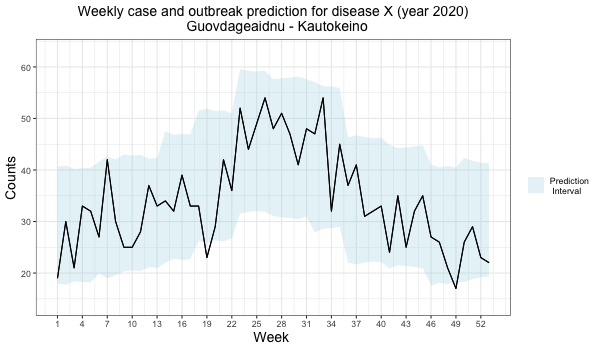 Weekly case and outbreak prediction for disease X (year 2020)
Guovdageaidnu - Kautokeino
60
50
40
30
20
Counts
1 4 7 10 13 16 19 22 25 28 31 34 37 40 43 46 49 52
Week
Prediction
Interval